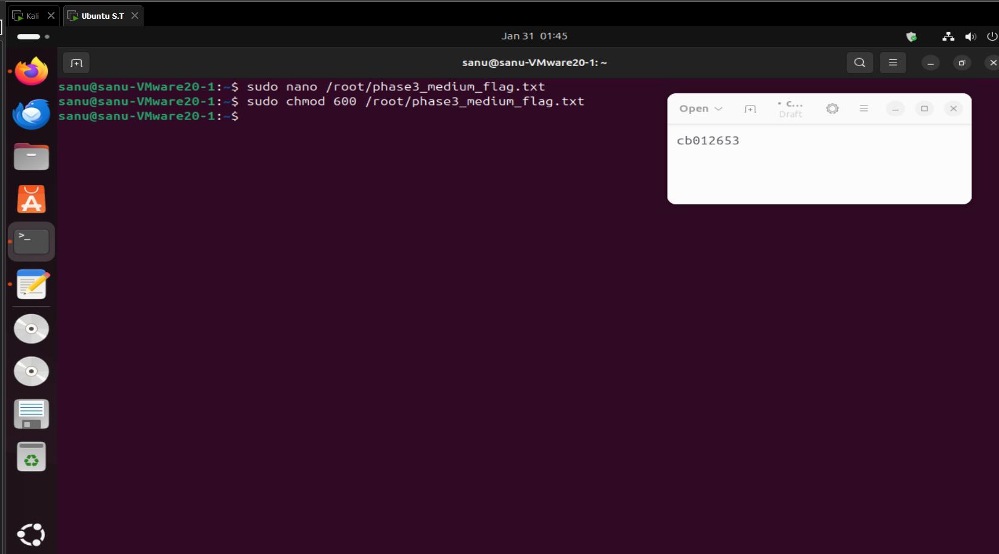 Kali
Ubuntu S.T
Jan 31 01:45
sanu@sanu-VMware20-1: ~
sanu@sanu-VMware20-1:~$ sudo nano /root/phase3_medium_flag.txt
sanu@sanu-VMware20-1:~$ sudo chmod 600 /root/phase3_medium_flag.txt
sanu@sanu-VMware20-1:~$
Open
• c...
Draft
cb012653
>_